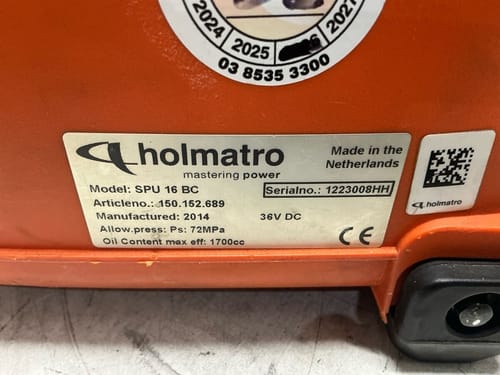 2024
2025
2027
03 8535 3300
holmatro
mastering power
Made in the
Netherlands
Model: SPU 16 BC
Serialno.: 1223008HH
Articleno.: 150.152.689
Manufactured: 2014
36V DC
Allow.press: Ps: 72MPa
Oil Content max eff: 1700cc
CE
holmatro